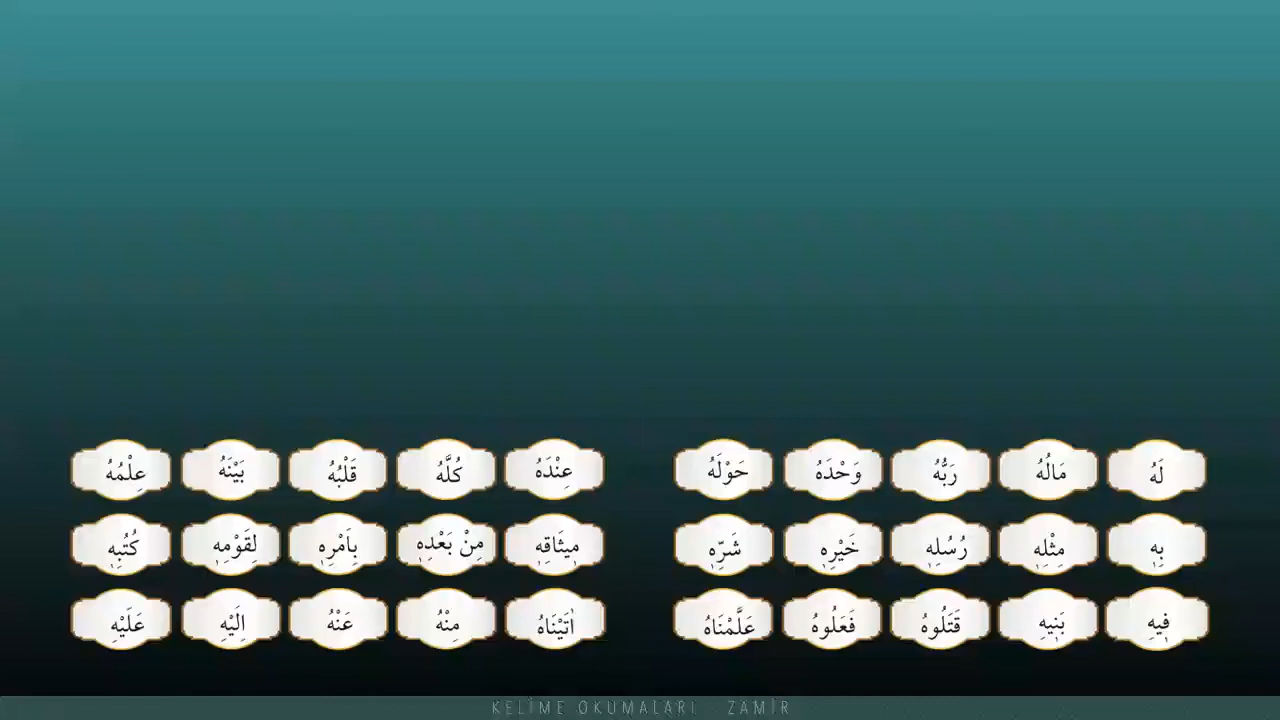 لَهُ مَالُهُ رَبُّهُ وَحْدَهُ حَوْلَهُ عِنْدَهُ كُلَّهُ قَلْبُهُ بَيْنَهُ عِلْمُهُ
بِهٖ مِثْلِهٖ رُسُلِهٖ خَيْرِهٖ شَرِّهٖ مٖيثَاقِهٖ مِنْ بَعْدِهٖ بِاَمْرِهٖ لِقَوْمِهٖ كُتُبِهٖ
فٖيهِ بَنٖيهِ قَتَلُوهُ فَعَلُوهُ عَلَّمْنَاهُ اٰتَيْنَاهُ مِنْهُ عَنْهُ اِلَيْهِ عَلَيْهِ
KELİME OKUMALARI ZAMİR